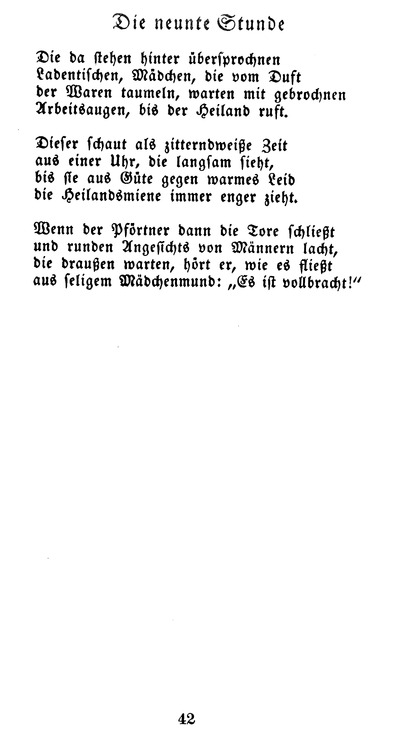 Die neunte Stunde
Die da stehen hinter übersprochnen
Ladentischen, Mädchen, die vom Duft
der Waren taumeln, warten mit gebrochnen
Arbeitsaugen, bis der Heiland ruft.
Dieser schaut als zitterndweiße Zeit
aus einer Uhr, die langsam sieht,
bis sie aus Güte gegen warmes Leid
die Heilandsmiene immer enger zieht.
Wenn der Pförtner dann die Tore schließt
und runden Angesichts von Männern lacht,
die draußen warten, hört er, wie es fließt
aus seligem Mädchenmund: „Es ist vollbracht!“
42